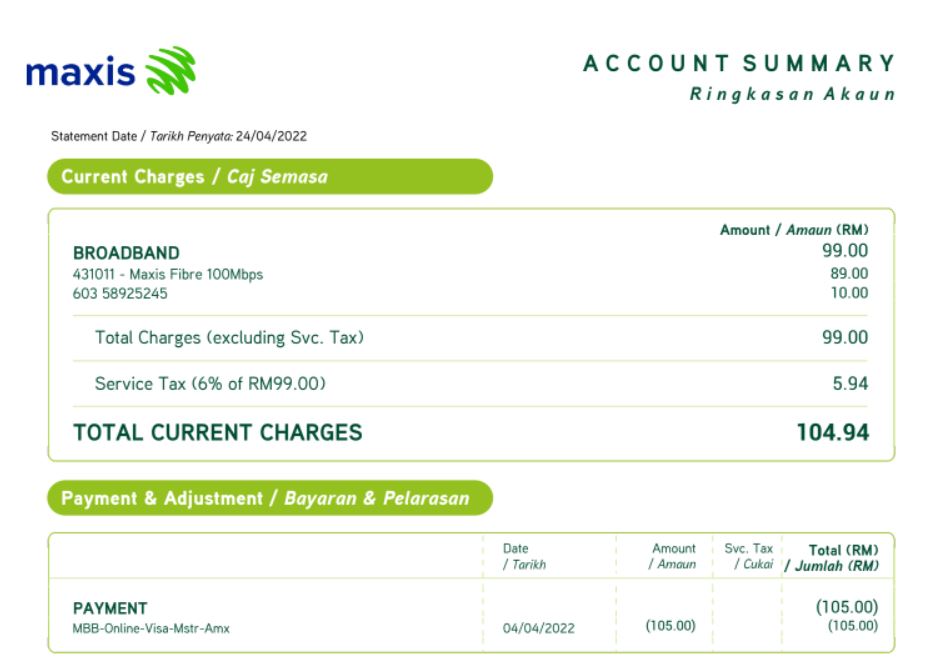 maxis
ACCOUNT SUMMARY
Ringkasan Akaun
Statement Date / Tarikh Penyata: 24/04/2022
Current Charges / Caj Semasa
Amount / Amaun (RM)
BROADBAND 99.00
431011 - Maxis Fibre 100Mbps 89.00
603 58925245 10.00
Total Charges (excluding Svc. Tax) 99.00
Service Tax (6% of RM99.00) 5.94
TOTAL CURRENT CHARGES 104.94
Payment & Adjustment / Bayaran & Pelarasan
Date Amount Svc. Tax Total (RM)
/ Tarikh / Amaun / Cukai / Jumlah (RM)
PAYMENT (105.00)
MBB-Online-Visa-Mstr-Amx 04/04/2022 (105.00) (105.00)